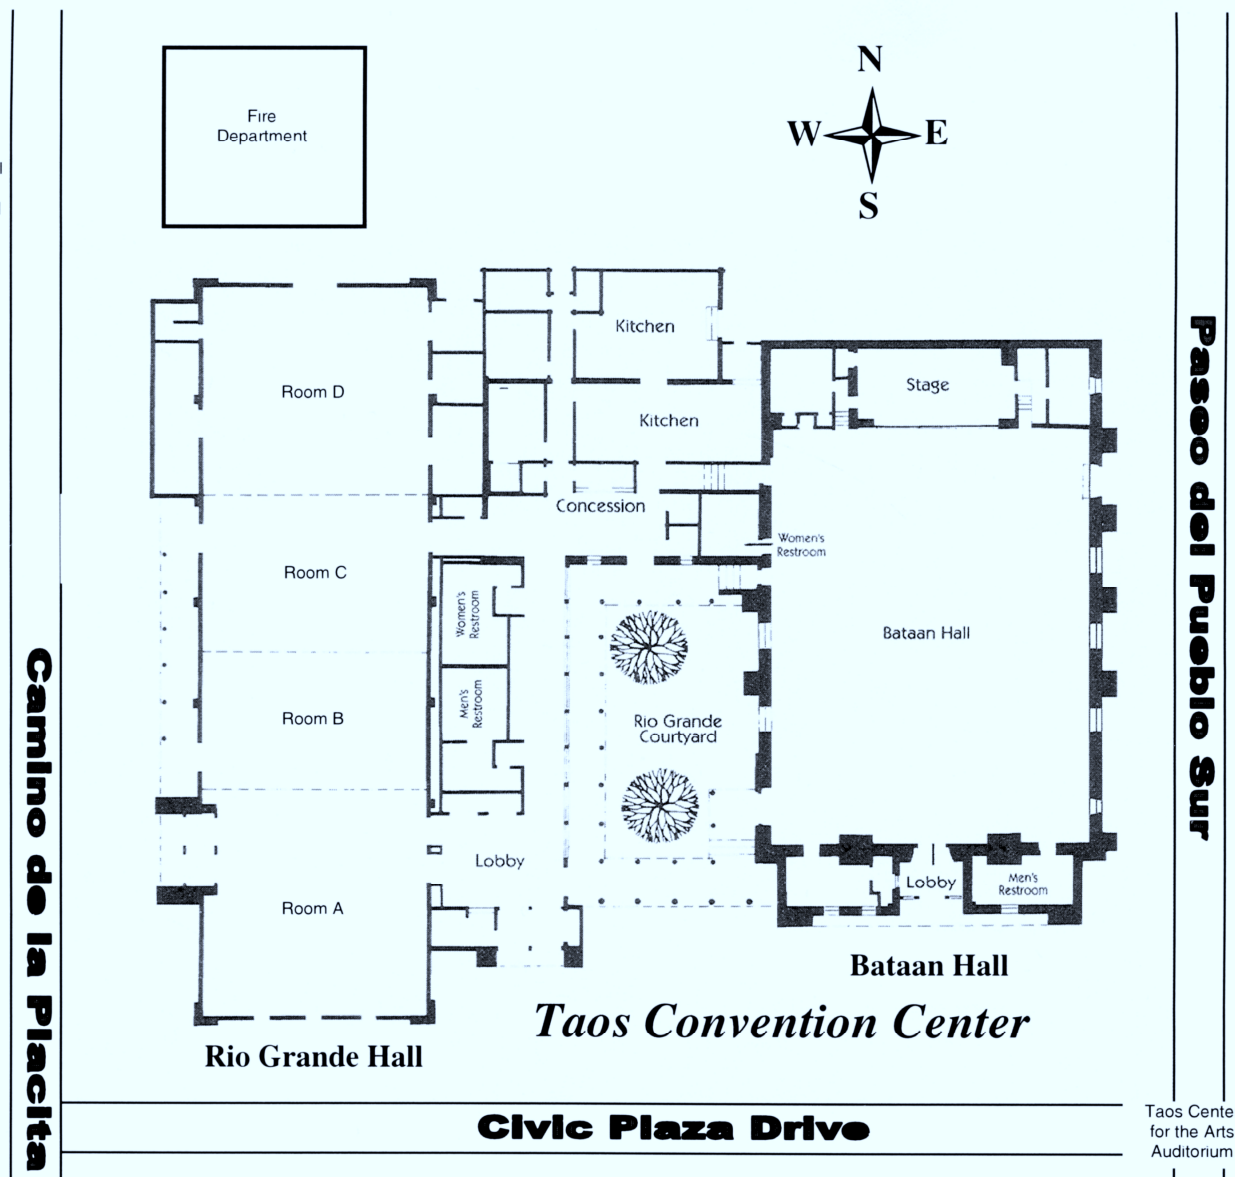 N
W E
S
Fire
Department
Kitchen
Stage
Room D
Kitchen
Concession
Women's
Restroom
Room C
Women's
Restroom
Bataan Hall
Men's
Restroom
Room B
Rio Grande
Courtyard
Lobby
Room A
Lobby
Men's
Restroom
Bataan Hall
Taos Convention Center
Rio Grande Hall
Camino de la Placita
Paseo del Pueblo Sur
Civic Plaza Drive
Taos Cente
for the Arts
Auditorium